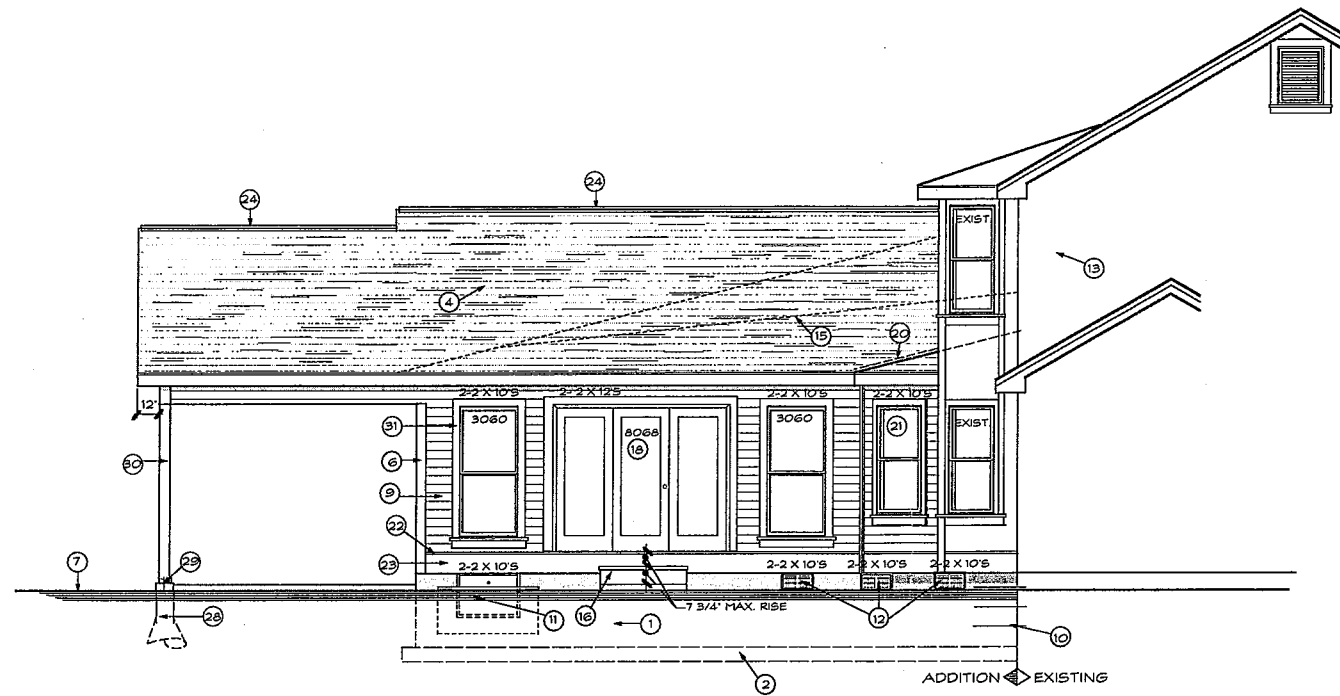 24
24
EXIST.
13
4
15
20
2-2 X 10'S
2-2 X 12'S
2-2 X 10'S
2-2 X 10'S
12"
31
3060
8068
18
3060
21
EXIST.
30
6
9
22
23
2-2 X 10'S
2-2 X 10'S
2-2 X 10'S
2-2 X 10'S
7
29
7 3/4" MAX. RISE
28
11
16
1
12
10
2
ADDITION EXISTING